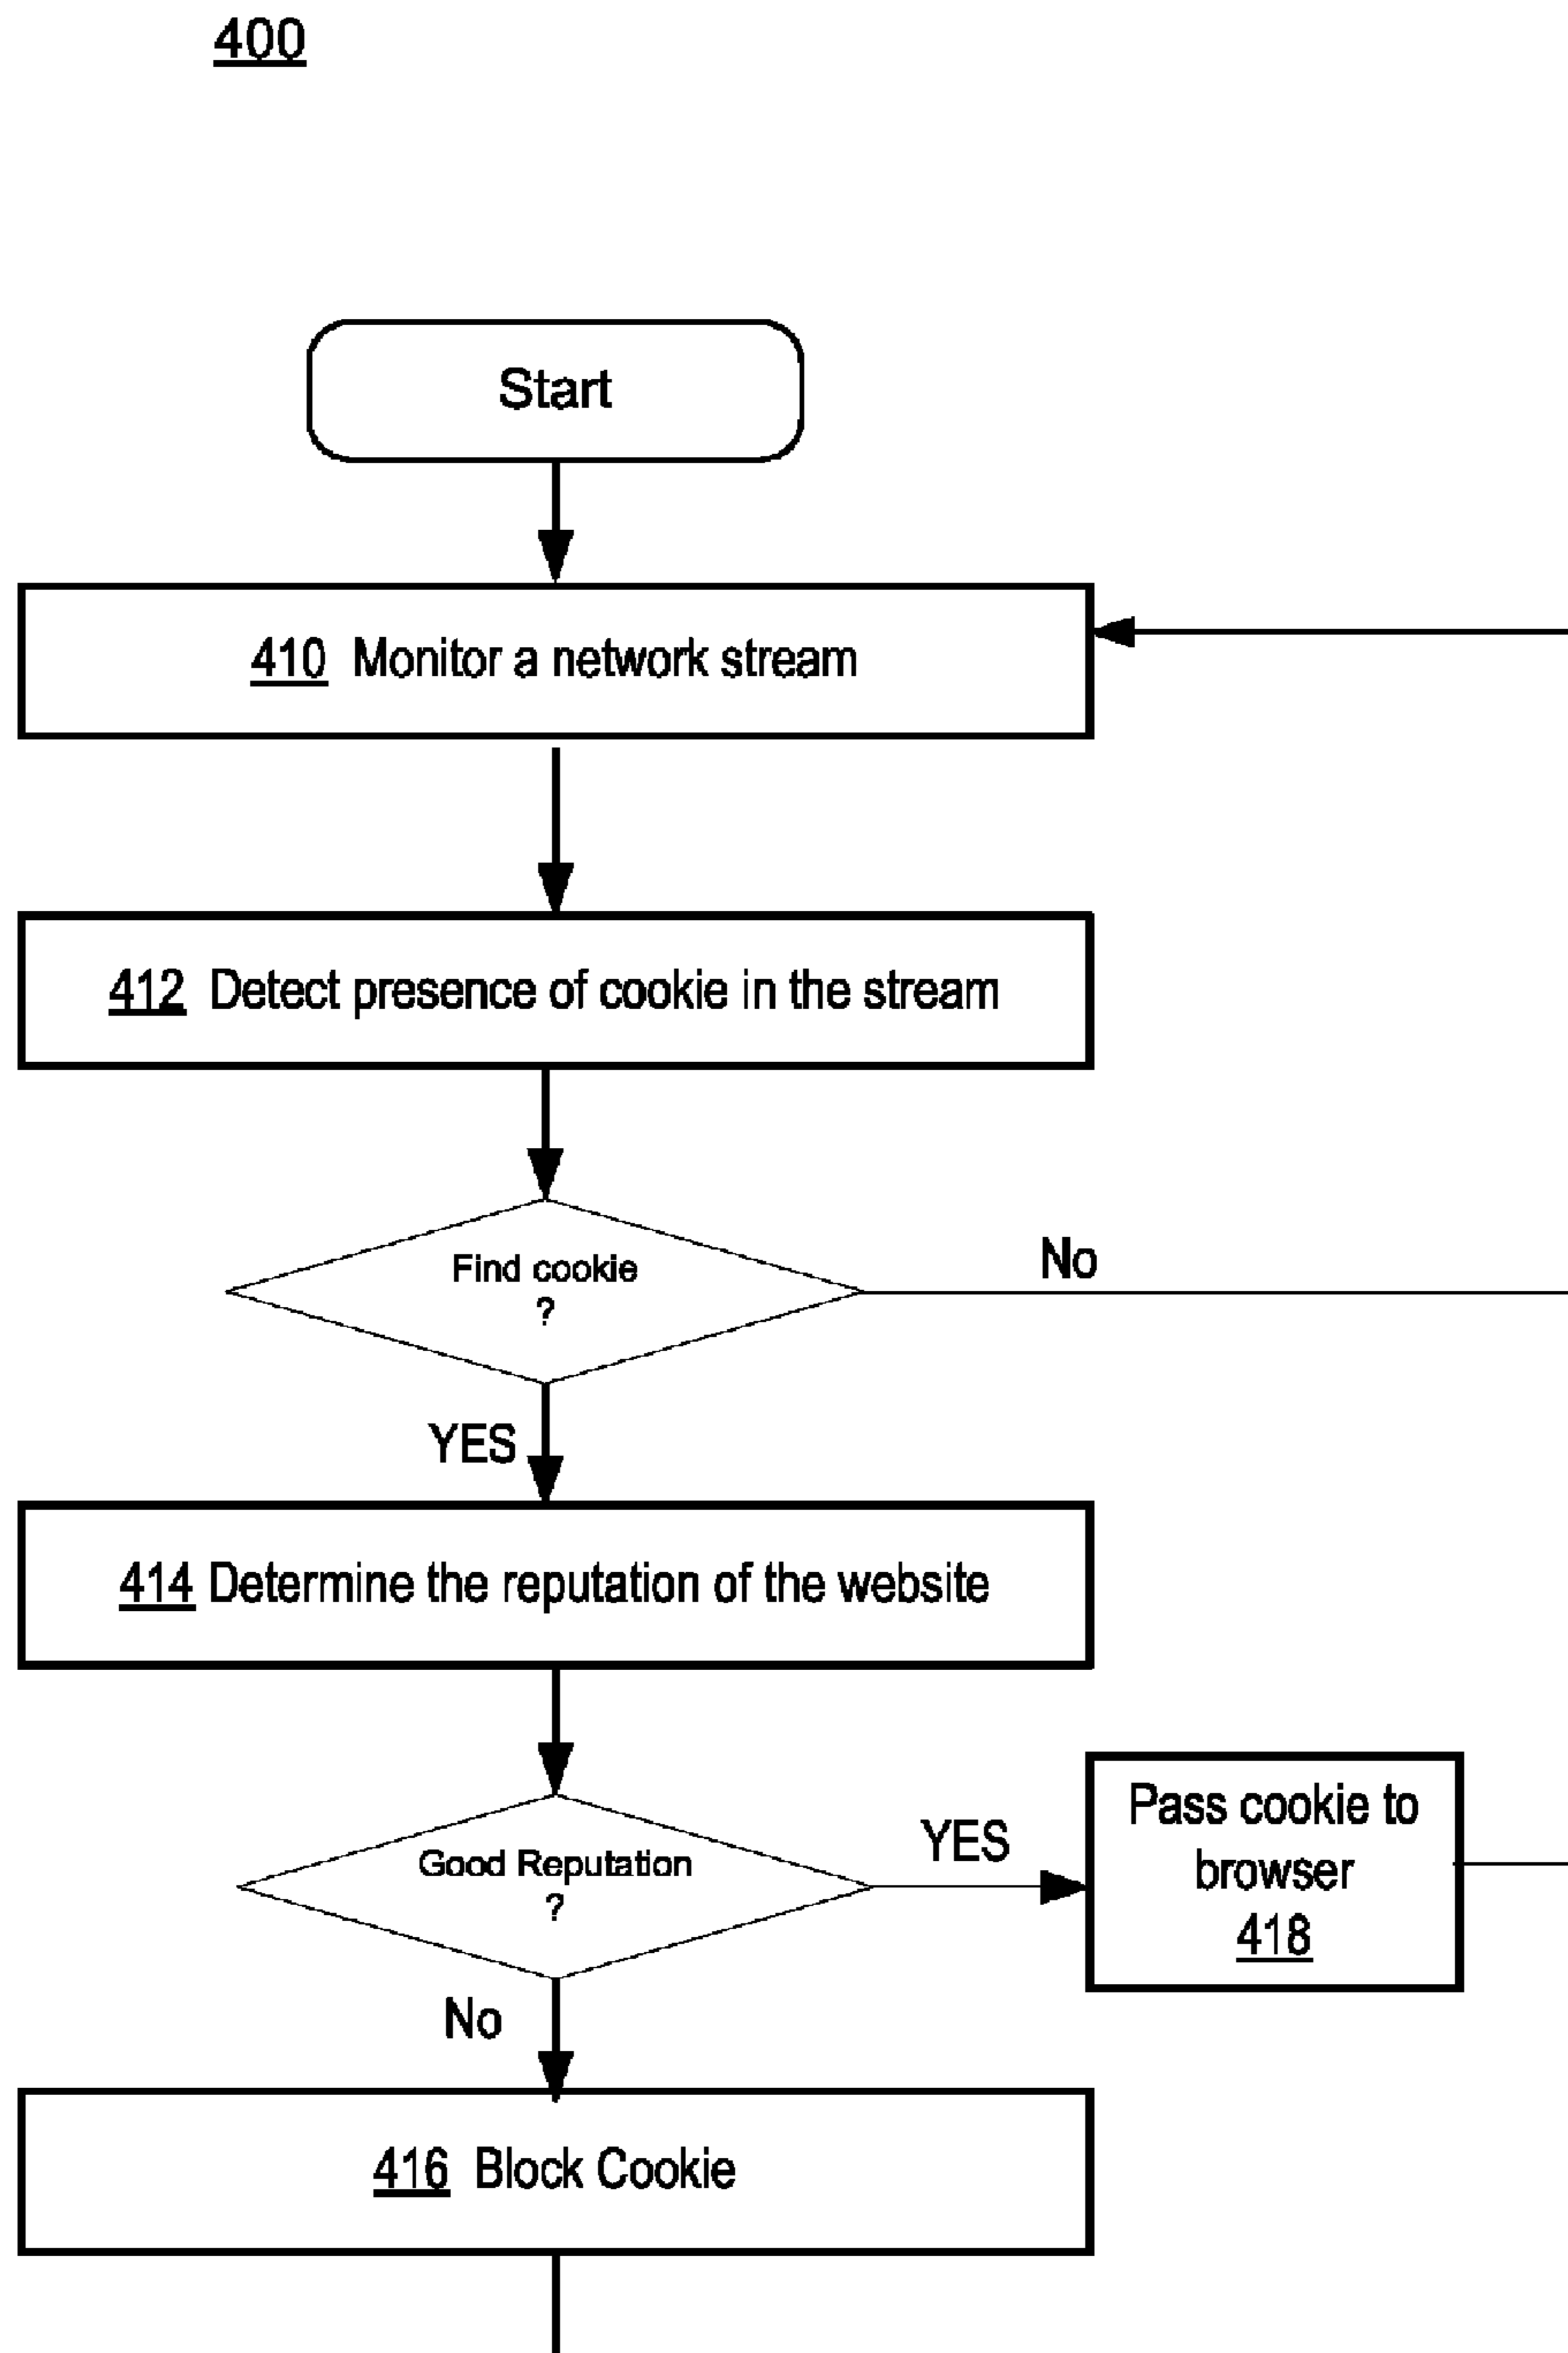 400
Start
410 Monitor a network stream
412 Detect presence of cookie in the stream
Find cookie
?
No
YES
414 Determine the reputation of the website
Good Reputation
?
YES
Pass cookie to
browser
418
No
416 Block Cookie